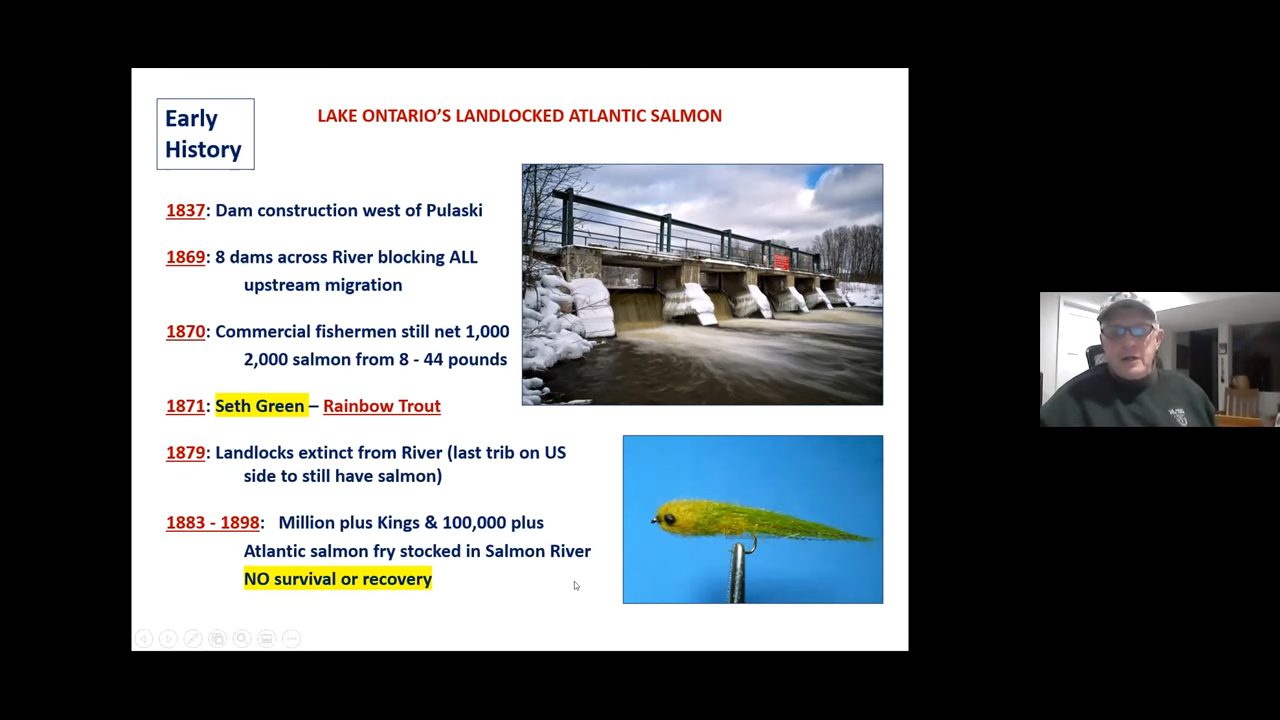 Early
History
LAKE ONTARIO’S LANDLOCKED ATLANTIC SALMON
1837: Dam construction west of Pulaski
1869: 8 dams across River blocking ALL
upstream migration
1870: Commercial fishermen still net 1,000
2,000 salmon from 8 - 44 pounds
1871: Seth Green – Rainbow Trout
1879: Landlocks extinct from River (last trib on US
side to still have salmon)
1883 - 1898: Million plus Kings & 100,000 plus
Atlantic salmon fry stocked in Salmon River
NO survival or recovery